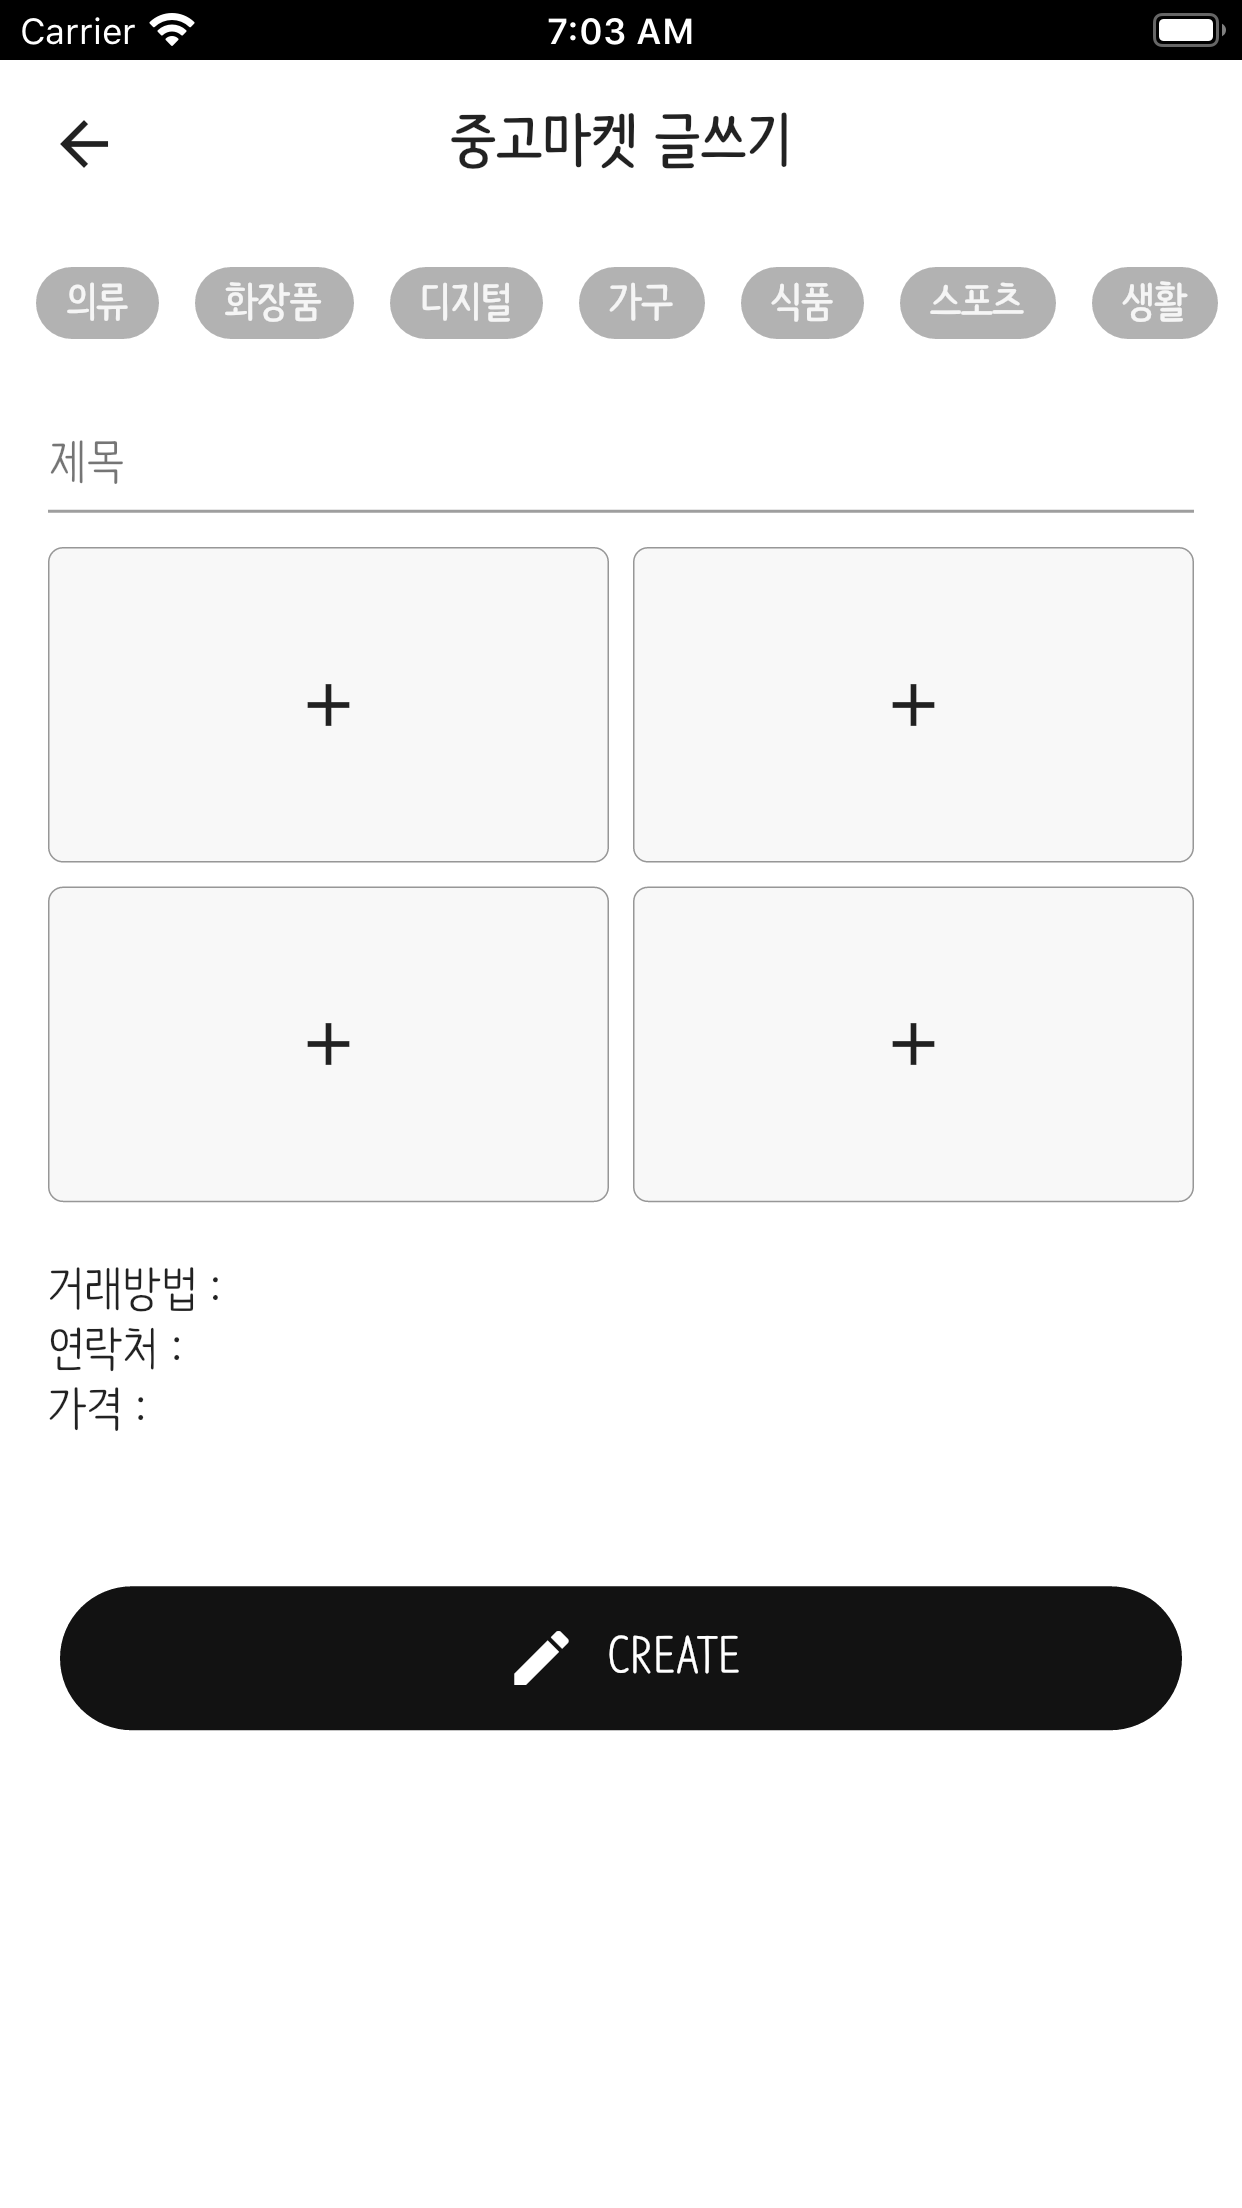 Carrier 7:03 AM
중고마켓 글쓰기
의류 화장품 디지털 가구 식품 스포츠 생활
제목
+ +
+ +
거래방법 :
연락처 :
가격 :
CREATE